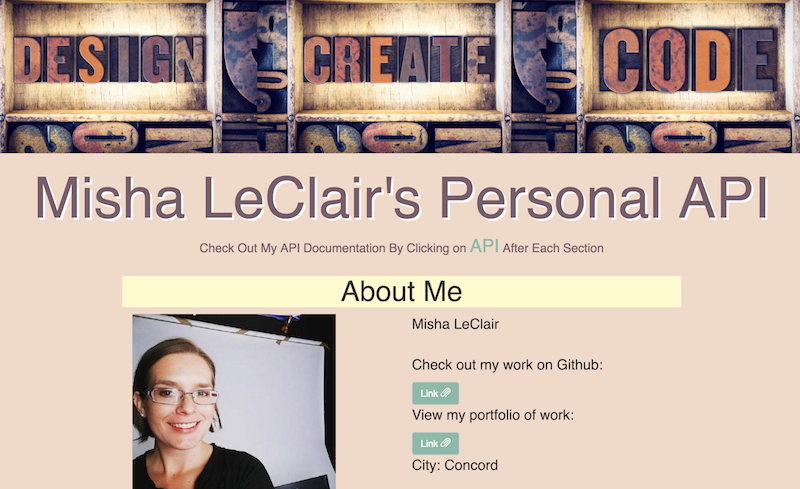 DESIGN CREATE CODE
Misha LeClair's Personal API
Check Out My API Documentation By Clicking on API After Each Section
About Me
Misha LeClair
Check out my work on Github:
Link
View my portfolio of work:
Link
City: Concord